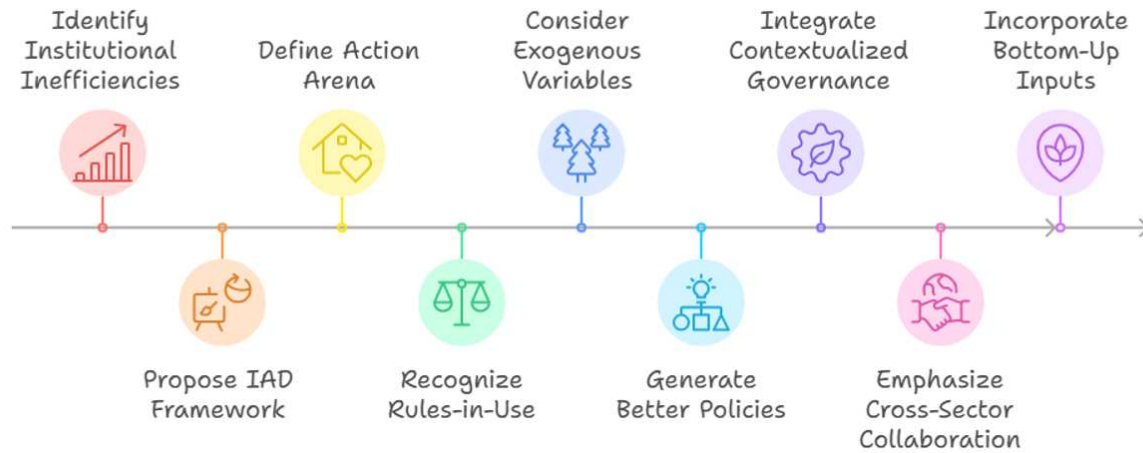 Identify
Institutional
Inefficiencies
Propose IAD
Framework
Define Action
Arena
Recognize
Rules-in-Use
Consider
Exogenous
Variables
Generate
Better Policies
Integrate
Contextualized
Governance
Emphasize
Cross-Sector
Collaboration
Incorporate
Bottom-Up
Inputs